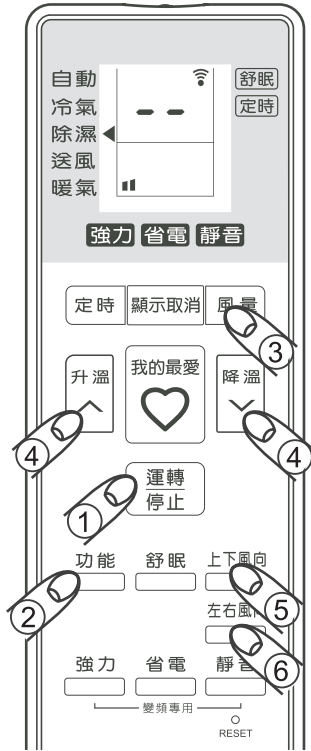 自動 舒眠
冷氣 -- 定時
除濕
送風
暖氣
強力 省電 靜音
定時 顯示取消 風量
③
升溫 我的最愛 降溫
④ ④
運轉
停止
①
功能 舒眠 上下風向
② ⑤
左右風向
⑥
強力 省電 靜音
變頻專用
RESET